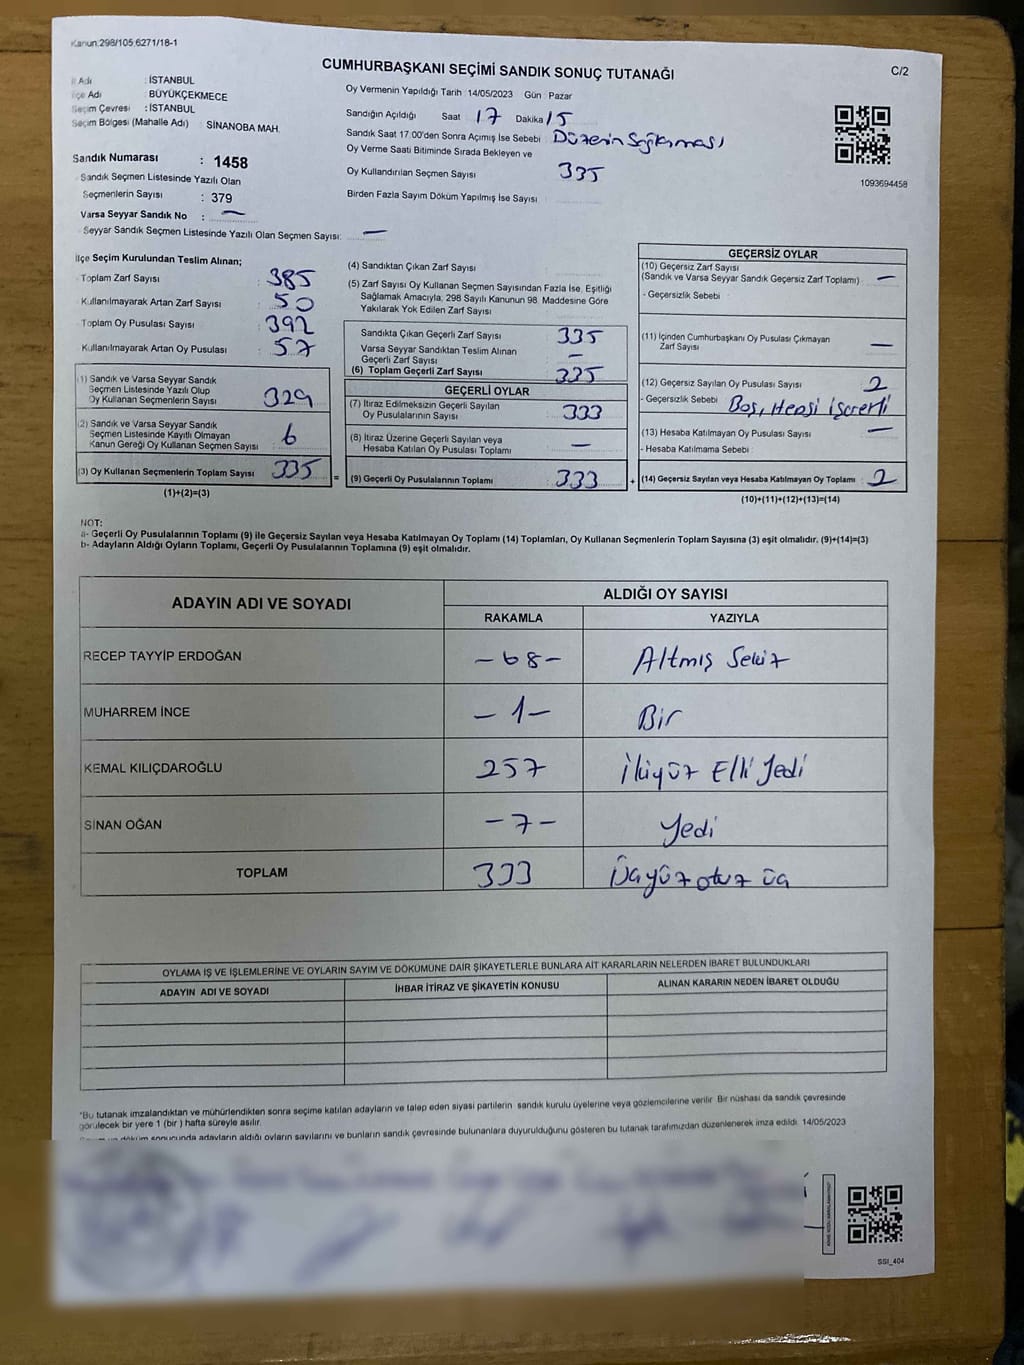 Kanun:298/105,6271/18-1
CUMHURBAŞKANI SEÇİMİ SANDIK SONUÇ TUTANAĞI
C/2
İl Adı : İSTANBUL
İlçe Adı : BÜYÜKÇEKMECE
Seçim Çevresi : İSTANBUL
Seçim Bölgesi (Mahalle Adı) : SİNANOBA MAH.
Sandık Numarası : 1458
Sandık Seçmen Listesinde Yazılı Olan
Seçmenlerin Sayısı : 379
Varsa Seyyar Sandık No : —
Seyyar Sandık Seçmen Listesinde Yazılı Olan Seçmen Sayısı: —
Oy Vermenin Yapıldığı Tarih : 14/05/2023 Gün : Pazar
Sandığın Açıldığı Saat 17 Dakika 15
Sandık Saat 17:00'den Sonra Açımış İse Sebebi Düzenin Sağlanması
Oy Verme Saati Bitiminde Sırada Bekleyen ve
Oy Kullandırılan Seçmen Sayısı 335
Birden Fazla Sayım Döküm Yapılmış İse Sayısı
1093694458
İlçe Seçim Kurulundan Teslim Alınan;
Toplam Zarf Sayısı : 385
Kullanılmayarak Artan Zarf Sayısı : 50
Toplam Oy Pusulası Sayısı : 392
Kullanılmayarak Artan Oy Pusulası : 57
(1) Sandık ve Varsa Seyyar Sandık
Seçmen Listesinde Yazılı Olup
Oy Kullanan Seçmenlerin Sayısı : 329
(2) Sandık ve Varsa Seyyar Sandık
Seçmen Listesinde Kayıtlı Olmayan
Kanun Gereği Oy Kullanan Seçmen Sayısı : 6
(3) Oy Kullanan Seçmenlerin Toplam Sayısı : 335 =
(1)+(2)=(3)
(4) Sandıktan Çıkan Zarf Sayısı
(5) Zarf Sayısı Oy Kullanan Seçmen Sayısından Fazla İse, Eşitliği
Sağlamak Amacıyla; 298 Sayılı Kanunun 98. Maddesine Göre
Yakılarak Yok Edilen Zarf Sayısı :
Sandıkta Çıkan Geçerli Zarf Sayısı : 335
Varsa Seyyar Sandıktan Teslim Alınan
Geçerli Zarf Sayısı : —
(6) Toplam Geçerli Zarf Sayısı : 335
GEÇERLİ OYLAR
(7) İtiraz Edilmeksizin Geçerli Sayılan
Oy Pusulalarının Sayısı : 333
(8) İtiraz Üzerine Geçerli Sayılan veya
Hesaba Katılan Oy Pusulası Toplamı : —
(9) Geçerli Oy Pusulalarının Toplamı : 333 +
GEÇERSİZ OYLAR
(10) Geçersiz Zarf Sayısı
(Sandık ve Varsa Seyyar Sandık Geçersiz Zarf Toplamı) : —
- Geçersizlik Sebebi
(11) İçinden Cumhurbaşkanı Oy Pusulası Çıkmayan
Zarf Sayısı : —
(12) Geçersiz Sayılan Oy Pusulası Sayısı : 2
- Geçersizlik Sebebi : Boş, Hepsi işaretli
(13) Hesaba Katılmayan Oy Pusulası Sayısı : —
- Hesaba Katılmama Sebebi :
(14) Geçersiz Sayılan veya Hesaba Katılmayan Oy Toplamı : 2
(10)+(11)+(12)+(13)=(14)
NOT:
a- Geçerli Oy Pusulalarının Toplamı (9) ile Geçersiz Sayılan veya Hesaba Katılmayan Oy Toplamı (14) Toplamları, Oy Kullanan Seçmenlerin Toplam Sayısına (3) eşit olmalıdır. (9)+(14)=(3)
b- Adayların Aldığı Oyların Toplamı, Geçerli Oy Pusulalarının Toplamına (9) eşit olmalıdır.
ADAYIN ADI VE SOYADI
ALDIĞI OY SAYISI
RAKAMLA YAZIYLA
RECEP TAYYİP ERDOĞAN -68- Altmış Sekiz
MUHARREM İNCE -1- Bir
KEMAL KILIÇDAROĞLU 257 İkiyüz Elli Yedi
SİNAN OĞAN -7- Yedi
TOPLAM 333 Üçyüz otuz üç
OYLAMA İŞ VE İŞLEMLERİNE VE OYLARIN SAYIM VE DÖKÜMÜNE DAİR ŞİKAYETLERLE BUNLARA AİT KARARLARIN NELERDEN İBARET BULUNDUKLARI
ADAYIN ADI VE SOYADI İHBAR İTİRAZ VE ŞİKAYETİN KONUSU ALINAN KARARIN NEDEN İBARET OLDUĞU
*Bu tutanak imzalandıktan ve mühürlendikten sonra seçime katılan adayların ve talep eden siyasi partilerin sandık kurulu üyelerine veya gözlemcilerine verilir. Bir nüshası da sandık çevresinde
görülecek bir yere 1 (bir ) hafta süreyle asılır.
döküm sonucunda adayların aldığı oyların sayılarını ve bunların sandık çevresinde bulunanlara duyurulduğunu gösteren bu tutanak tarafımızdan düzenlenerek imza edildi. 14/05/2023
SSI_404